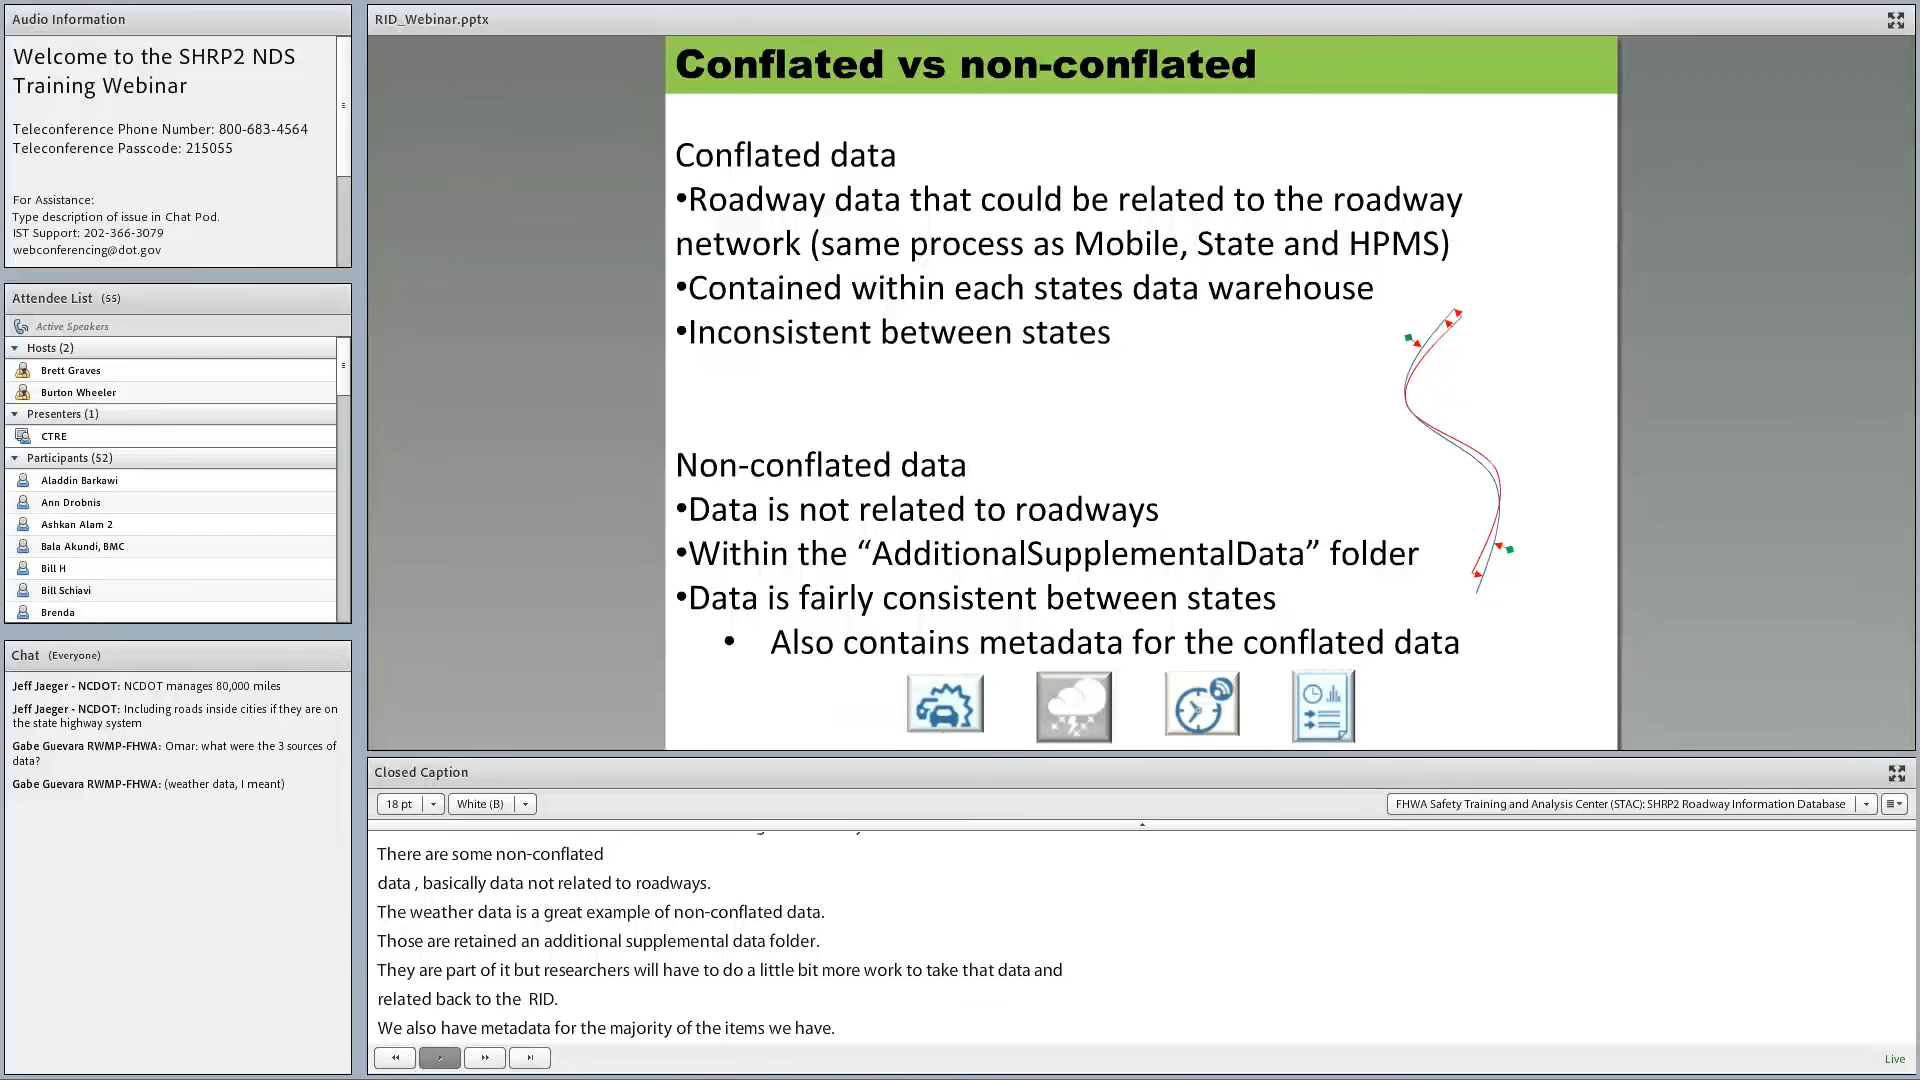 Audio Information
Welcome to the SHRP2 NDS
Training Webinar
Teleconference Phone Number: 800-683-4564
Teleconference Passcode: 215055
For Assistance:
Type description of issue in Chat Pod.
IST Support: 202-366-3079
webconferencing@dot.gov
Attendee List (55)
Active Speakers
Hosts (2)
Brett Graves
Burton Wheeler
Presenters (1)
CTRE
Participants (52)
Aladdin Barkawi
Ann Drobnis
Ashkan Alam 2
Bala Akundi, BMC
Bill H
Bill Schiavi
Brenda
Chat (Everyone)
Jeff Jaeger - NCDOT: NCDOT manages 80,000 miles
Jeff Jaeger - NCDOT: Including roads inside cities if they are on
the state highway system
Gabe Guevara RWMP-FHWA: Omar: what were the 3 sources of
data?
Gabe Guevara RWMP-FHWA: (weather data, I meant)
RID_Webinar.pptx
Conflated vs non-conflated
Conflated data
•Roadway data that could be related to the roadway
network (same process as Mobile, State and HPMS)
•Contained within each states data warehouse
•Inconsistent between states
Non-conflated data
•Data is not related to roadways
•Within the “AdditionalSupplementalData” folder
•Data is fairly consistent between states
• Also contains metadata for the conflated data
Closed Caption
18 pt
White (B)
FHWA Safety Training and Analysis Center (STAC): SHRP2 Roadway Information Database
There are some non-conflated
data , basically data not related to roadways.
The weather data is a great example of non-conflated data.
Those are retained an additional supplemental data folder.
They are part of it but researchers will have to do a little bit more work to take that data and
related back to the RID.
We also have metadata for the majority of the items we have.
Live